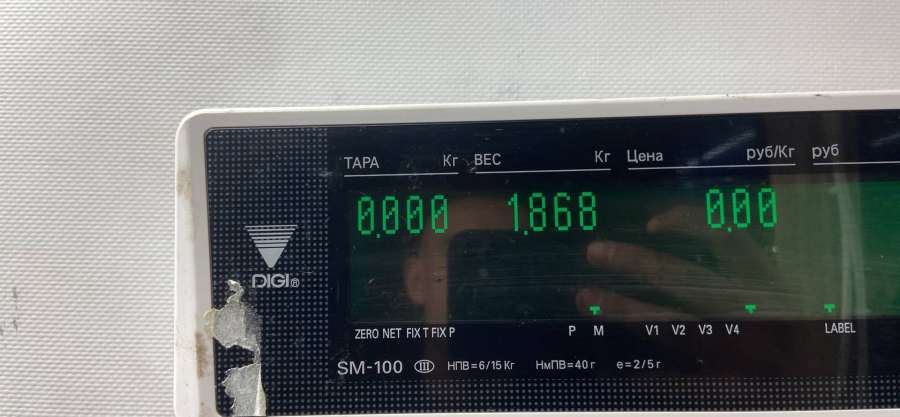 ТАРА Кг ВЕС Кг Цена руб/Кг руб
0.000 1.868 0.00
DIGI®
ZERO NET FIX T FIX P P M V1 V2 V3 V4 LABEL
SM-100 III НПВ=6/15 Кг НмПВ=40 г e=2/5 г